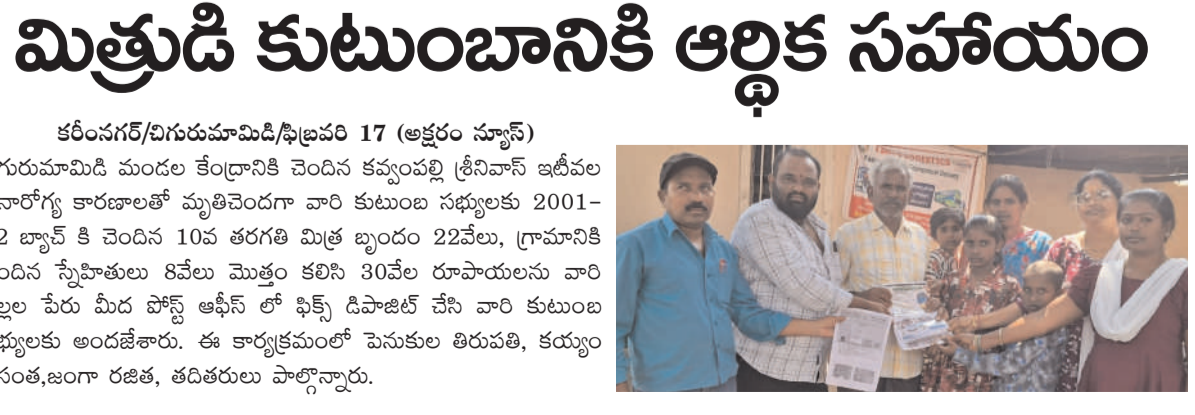 మిత్రుడి కుటుంబానికి ఆర్థిక సహాయం
కరీంనగర్/చిగురుమామిడి/ఫిబ్రవరి 17 (అక్షరం న్యూస్)
గురుమామిడి మండల కేంద్రానికి చెందిన కవ్వంపల్లి శ్రీనివాస్ ఇటీవల
నారోగ్య కారణాలతో మృతిచెందగా వారి కుటుంబ సభ్యులకు 2001-
2 బ్యాచ్ కి చెందిన 10వ తరగతి మిత్ర బృందం 22వేలు, గ్రామానికి
ందిన స్నేహితులు 8వేలు మొత్తం కలిసి 30వేల రూపాయలను వారి
ల్లల పేరు మీద పోస్ట్ ఆఫీస్ లో ఫిక్స్ డిపాజిట్ చేసి వారి కుటుంబ
భ్యులకు అందజేశారు. ఈ కార్యక్రమంలో పెనుకుల తిరుపతి, కయ్యం
సంత,జంగా రజిత, తదితరులు పాల్గొన్నారు.